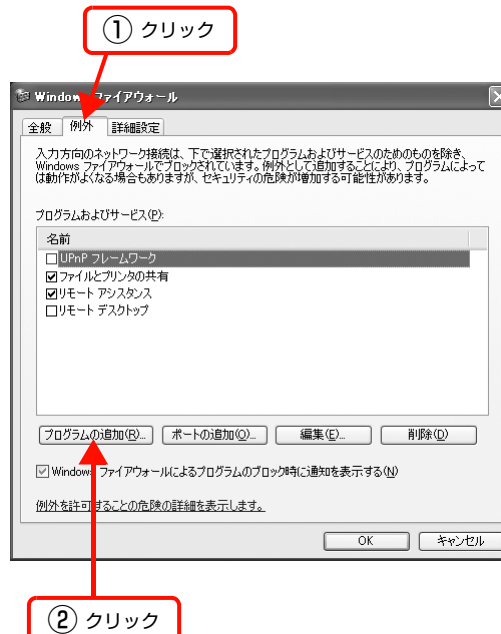 ① クリック
Windows ファイアウォール
全般 例外 詳細設定
入力方向のネットワーク接続は、下で選択されたプログラムおよびサービスのためのものを除き、
Windows ファイアウォールでブロックされています。例外として追加することにより、プログラムによって
は動作がよくなる場合もありますが、セキュリティの危険が増加する可能性があります。
プログラムおよびサービス(P):
名前
UPnP フレームワーク
ファイルとプリンタの共有
リモート アシスタンス
リモート デスクトップ
プログラムの追加(R)... ポートの追加(O)... 編集(E)... 削除(D)
Windows ファイアウォールによるプログラムのブロック時に通知を表示する(N)
例外を許可することの危険の詳細を表示します。
OK キャンセル
② クリック